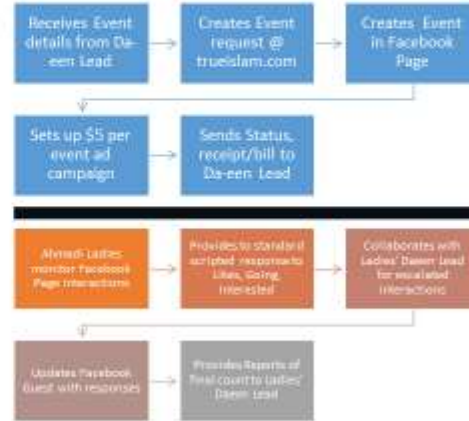 Receives Event
details from Da-
een Lead
Creates Event
request @
trueislam.com
Creates Event
in Facebook
Page
Sets up $5 per
event ad
campaign
Sends Status,
receipt/bill to
Da-een Lead
Ahmadi Ladies
monitor Facebook
Page Interactions
Provides to standard
scripted response to
Likes, Going,
Interested
Collaborates with
Ladies' Daeen Lead
for escalated
interactions
Updates Facebook
Guest with responses
Provides Reports of
final count to Ladies'
Daeen Lead